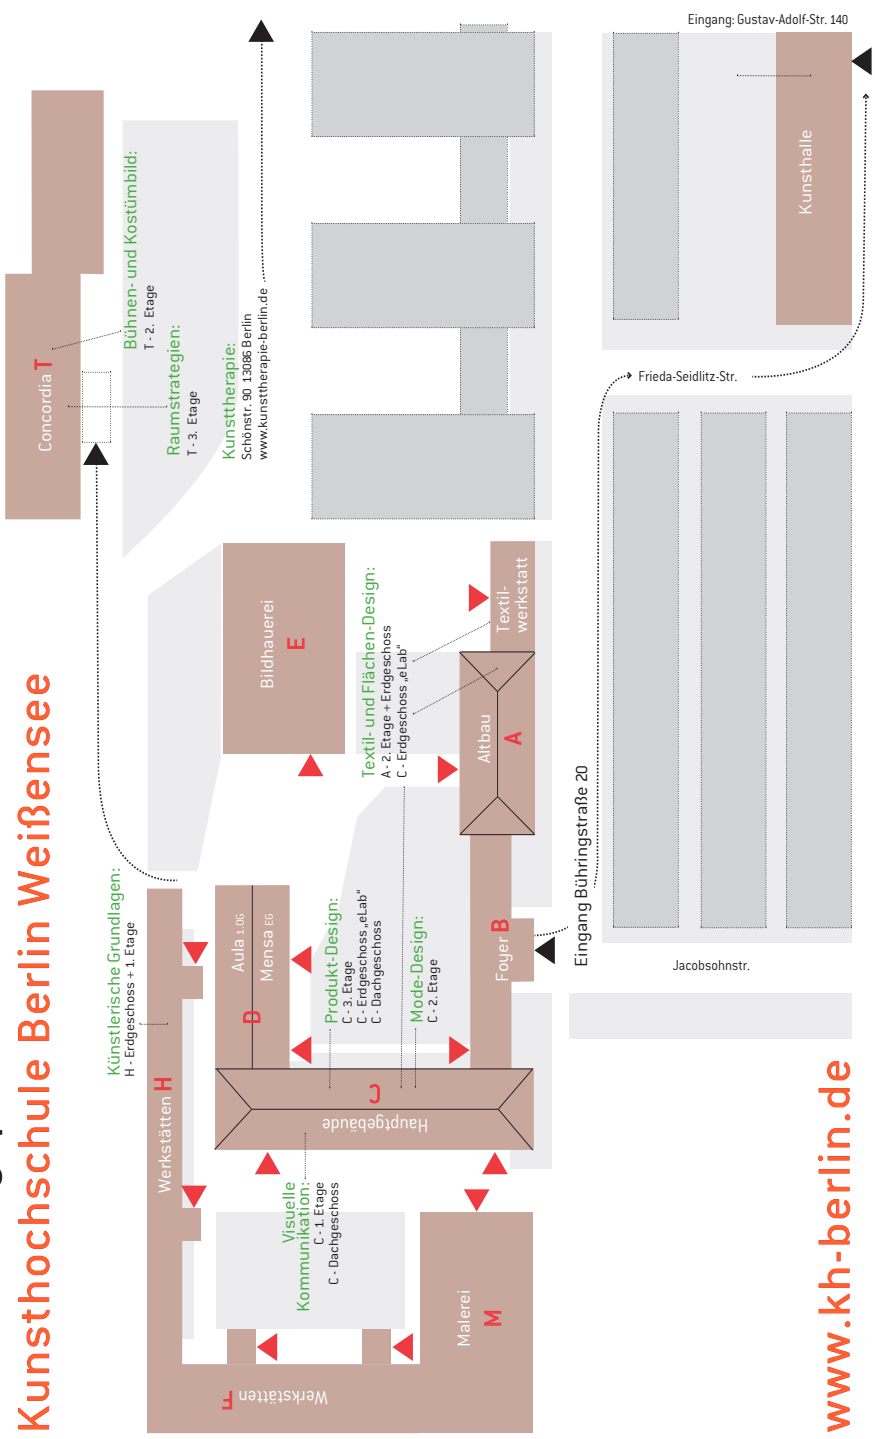 Kunsthochschule Berlin Weißensee
Künstlerische Grundlagen:
H - Erdgeschoss + 1. Etage
Werkstätten H
Werkstätten F
Malerei
M
Visuelle
Kommunikation:
C - 1. Etage
C - Dachgeschoss
Hauptgebäude
C
Aula 1.OG
D
Mensa EG
Produkt-Design:
C - 3. Etage
C - Erdgeschoss „eLab“
C - Dachgeschoss
Mode-Design:
C - 2. Etage
Foyer B
Bildhauerei
E
Textil- und Flächen-Design:
A - 2. Etage + Erdgeschoss
C - Erdgeschoss „eLab“
Altbau
A
Textil-
werkstatt
Concordia T
Bühnen- und Kostümbild:
T - 2. Etage
Raumstrategien:
T - 3. Etage
Kunsttherapie:
Schönstr. 90 13086 Berlin
www.kunsttherapie-berlin.de
Eingang Bühringstraße 20
Jacobsohnstr.
Frieda-Seidlitz-Str.
Kunsthalle
Eingang: Gustav-Adolf-Str. 140
www.kh-berlin.de